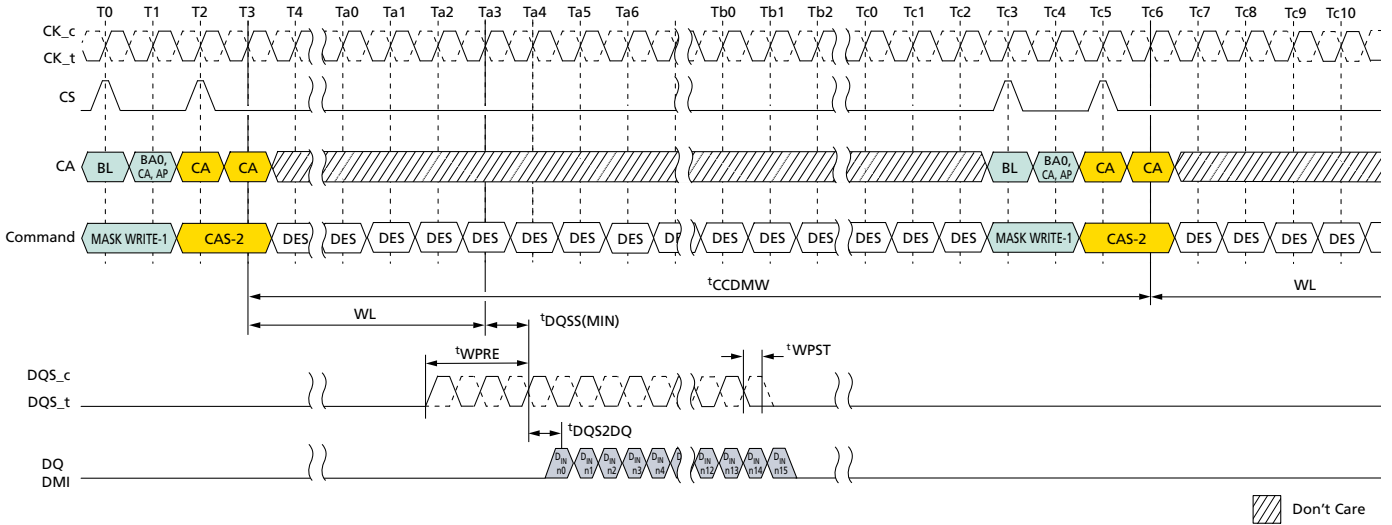 T0 T1 T2 T3 T4 Ta0 Ta1 Ta2 Ta3 Ta4 Ta5 Ta6 Tb0 Tb1 Tb2 Tc0 Tc1 Tc2 Tc3 Tc4 Tc5 Tc6 Tc7 Tc8 Tc9 Tc10
CK_c
CK_t
CS
CA BL BA0, CA, AP CA CA BL BA0, CA, AP CA CA
Command MASK WRITE-1 CAS-2 DES DES DES DES DES DES DES DES DES DES DES DES DES DES MASK WRITE-1 CAS-2 DES DES DES DES
tCCDMW
WL
WL
tDQSS(MIN)
tWPRE
tWPST
DQS_c
DQS_t
tDQS2DQ
DQ
DMI
DIN n0 DIN n1 DIN n2 DIN n3 DIN n4 DIN n12 DIN n13 DIN n14 DIN n15
Don't Care